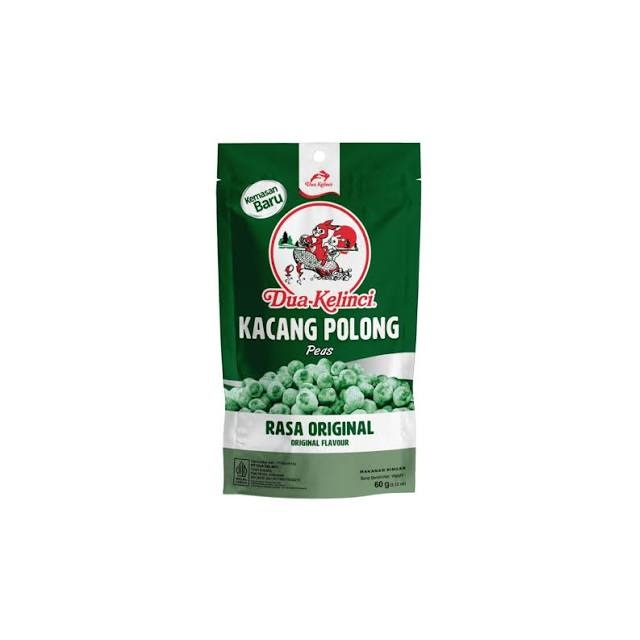 Dua Kelinci
Kemasan
Baru
Dua-Kelinci
KACANG POLONG
Peas
RASA ORIGINAL
ORIGINAL FLAVOUR
MAKANAN RINGAN
60 g